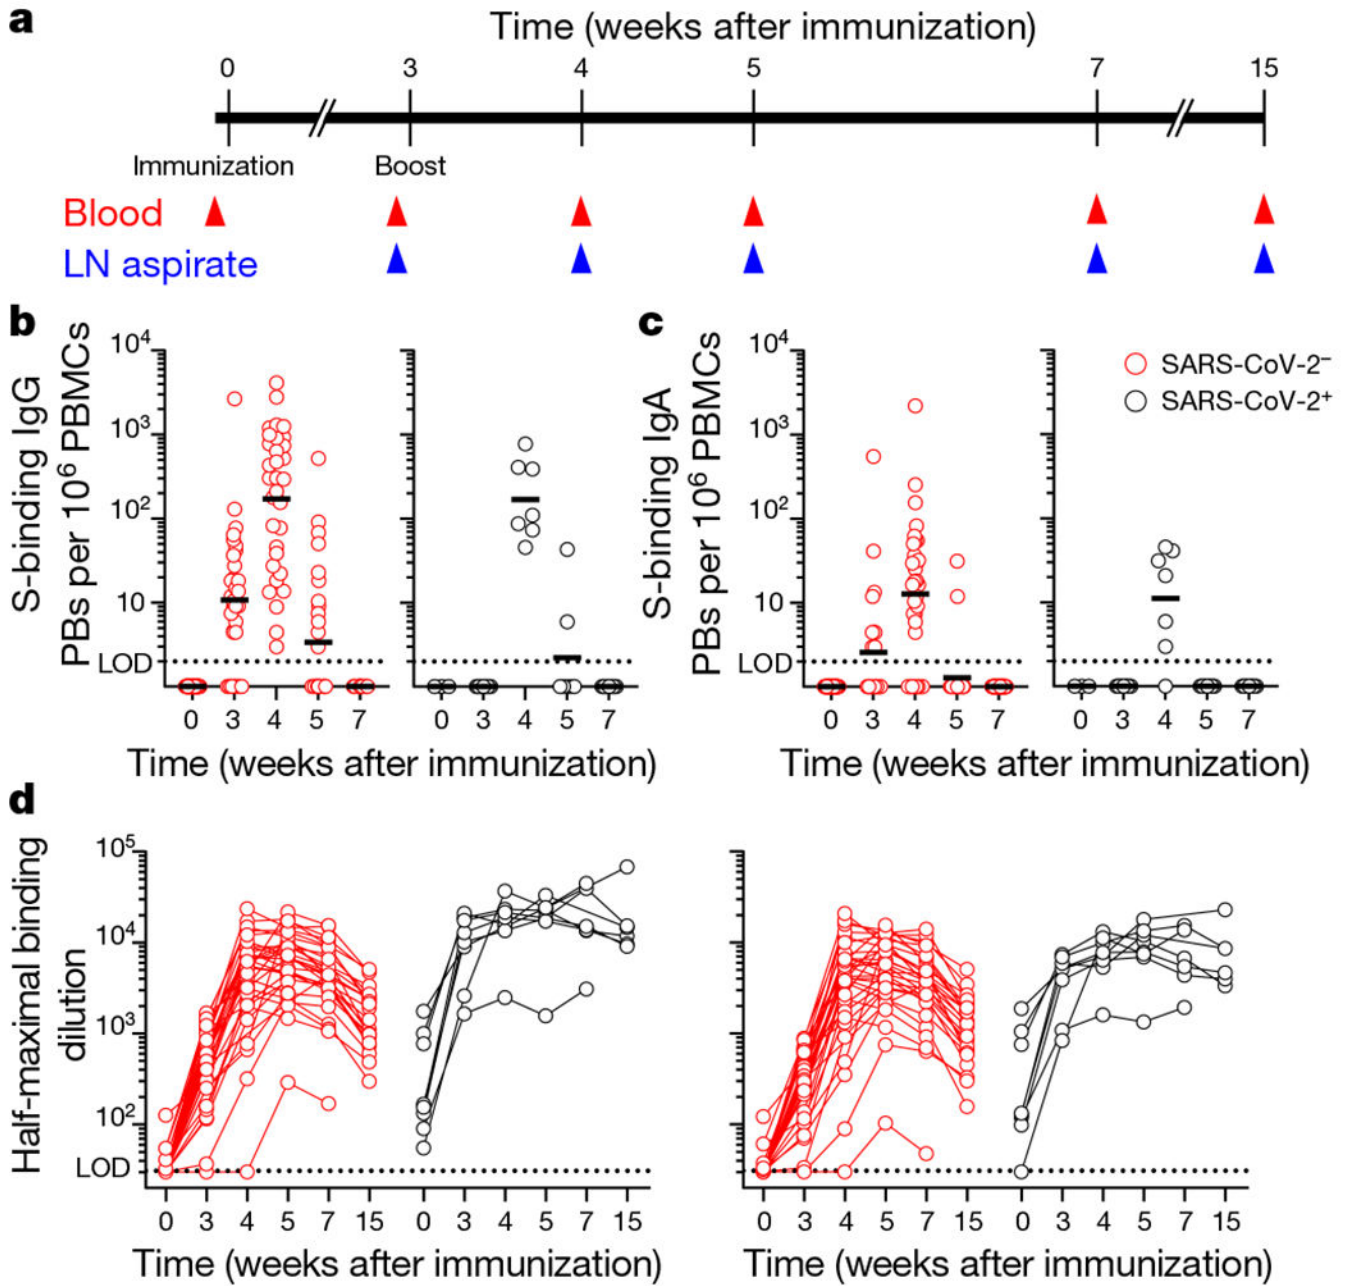 a
Time (weeks after immunization)
0 3 4 5 7 15
Immunization Boost
Blood
LN aspirate
b
S-binding IgG
PBs per 10⁶ PBMCs
10⁴
10³
10²
10
LOD
0 3 4 5 7 0 3 4 5 7
Time (weeks after immunization)
c
S-binding IgA
PBs per 10⁶ PBMCs
10⁴
10³
10²
10
LOD
SARS-CoV-2⁻
SARS-CoV-2⁺
0 3 4 5 7 0 3 4 5 7
Time (weeks after immunization)
d
Half-maximal binding
dilution
10⁵
10⁴
10³
10²
LOD
0 3 4 5 7 15 0 3 4 5 7 15
Time (weeks after immunization)
0 3 4 5 7 15 0 3 4 5 7 15
Time (weeks after immunization)